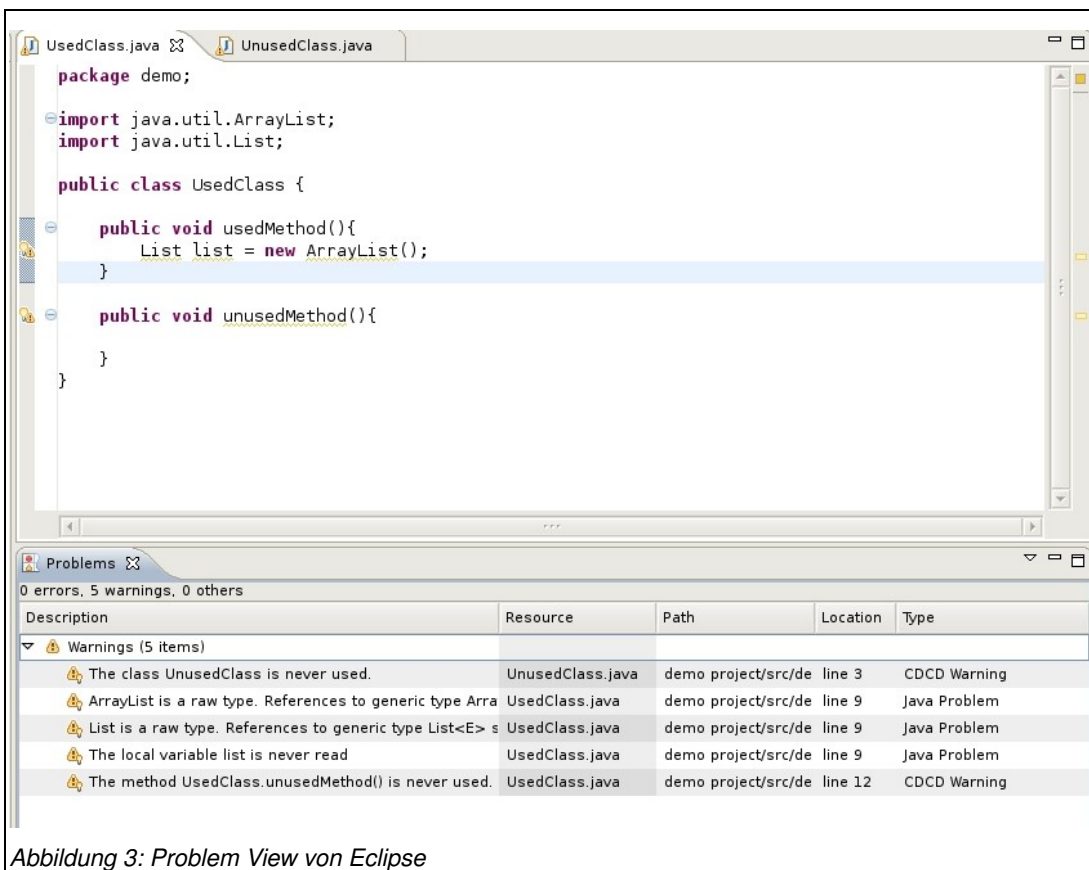 UsedClass.java UnusedClass.java
package demo;
import java.util.ArrayList;
import java.util.List;
public class UsedClass {
public void usedMethod(){
List list = new ArrayList();
}
public void unusedMethod(){
}
}
Problems
0 errors, 5 warnings, 0 others
Description Resource Path Location Type
Warnings (5 items)
The class UnusedClass is never used. UnusedClass.java demo project/src/de line 3 CDCD Warning
ArrayList is a raw type. References to generic type Arra UsedClass.java demo project/src/de line 9 Java Problem
List is a raw type. References to generic type List<E> s UsedClass.java demo project/src/de line 9 Java Problem
The local variable list is never read UsedClass.java demo project/src/de line 9 Java Problem
The method UsedClass.unusedMethod() is never used. UsedClass.java demo project/src/de line 12 CDCD Warning
Abbildung 3: Problem View von Eclipse